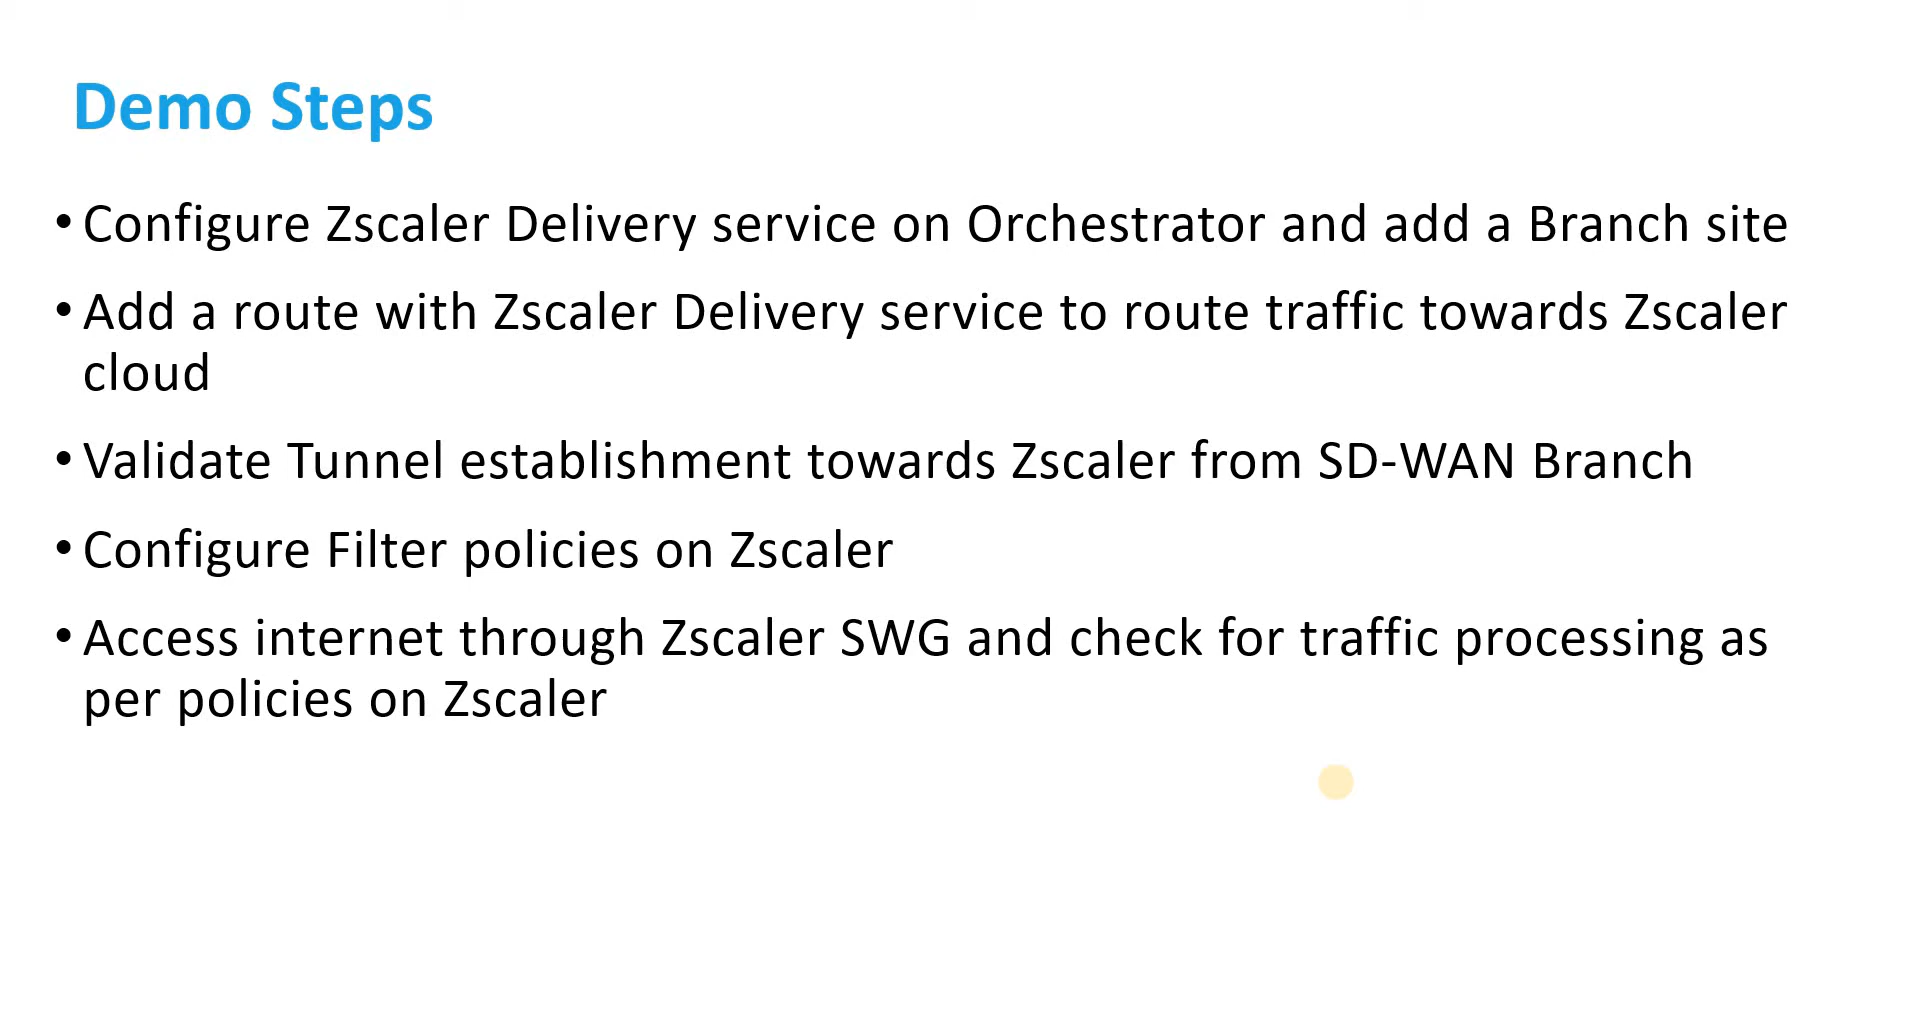 Demo Steps
• Configure Zscaler Delivery service on Orchestrator and add a Branch site
• Add a route with Zscaler Delivery service to route traffic towards Zscaler
cloud
• Validate Tunnel establishment towards Zscaler from SD-WAN Branch
• Configure Filter policies on Zscaler
• Access internet through Zscaler SWG and check for traffic processing as
per policies on Zscaler